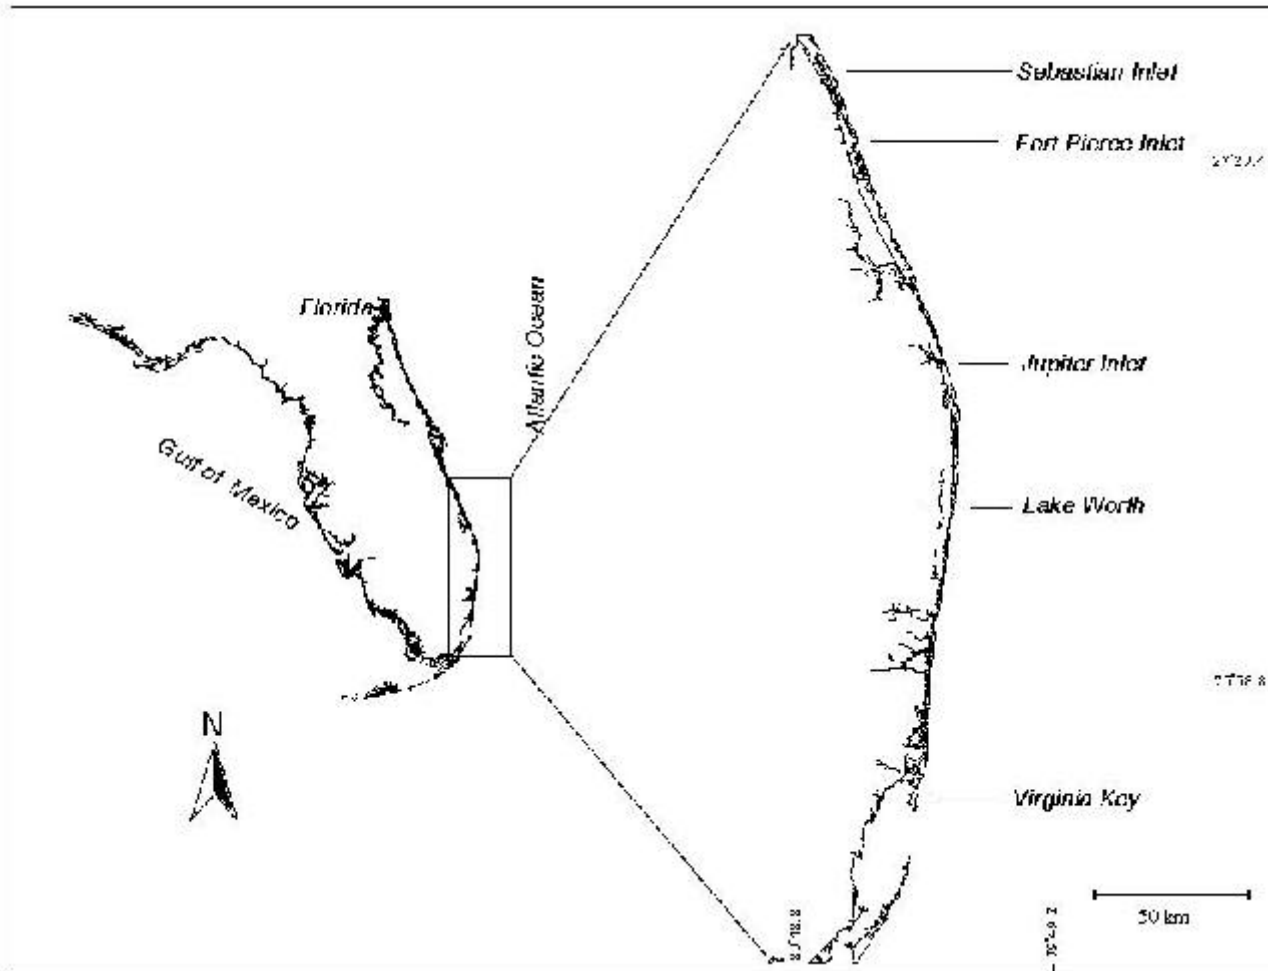 Sebastian Inlet
Fort Pierce Inlet
Florida
Atlantic Ocean
Jupiter Inlet
Gulf of Mexico
Lake Worth
N
Virginia Key
50 km